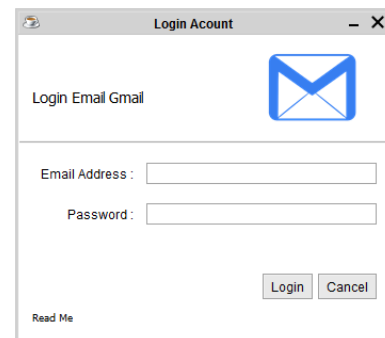 Login Acount
Login Email Gmail
Email Address :
Password :
Login Cancel
Read Me